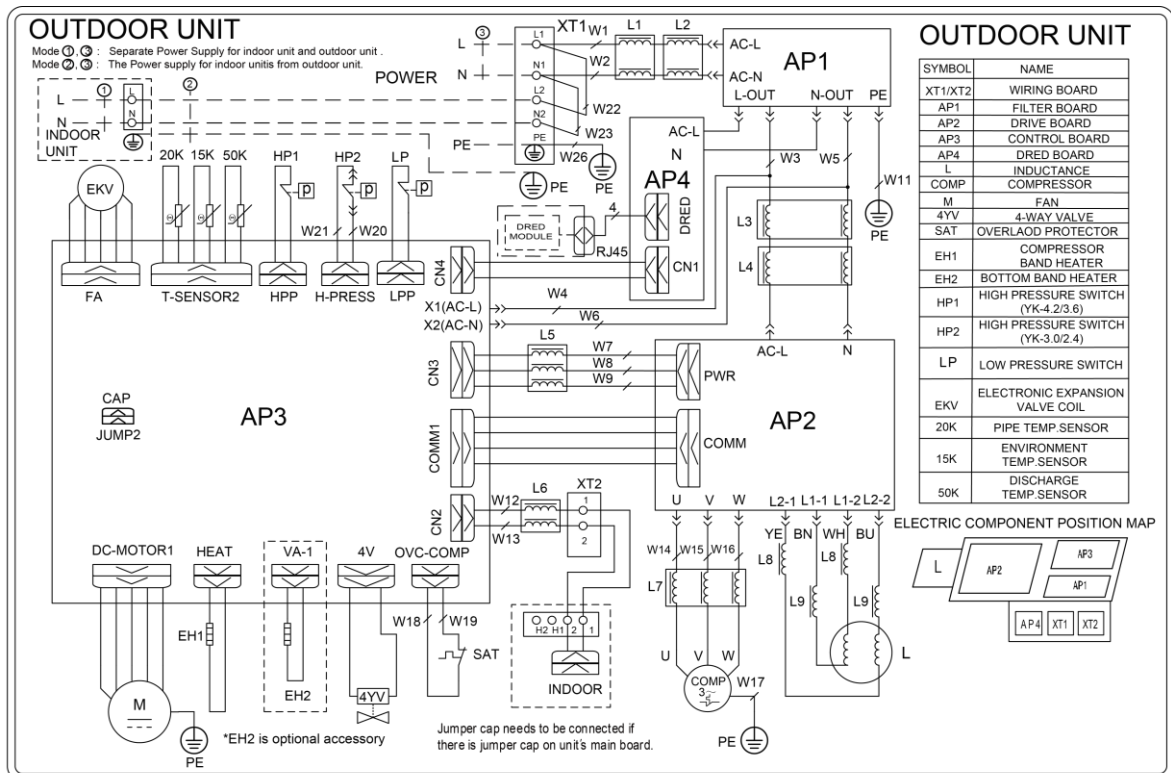 OUTDOOR UNIT
Mode ①,③ : Separate Power Supply for indoor unit and outdoor unit .
Mode ②,③ : The Power supply for indoor unitis from outdoor unit.
① ②
L L
N N
INDOOR
UNIT
POWER
③
L
N
PE
XT1
L1
N1
L2
N2
PE
W1
W2
W22
W23
W26
PE
PE
L1 L2
AC-L
AC-N
AP1
L-OUT N-OUT PE
W3 W5 W11
PE
AC-L
N
AP4
DRED
CN1
4
DRED
MODULE
RJ45
L3
L4
EKV
20K 15K 50K HP1 HP2 LP
P P P
W21 W20
FA T-SENSOR2 HPP H-PRESS LPP
CN4
X1(AC-L) W4
X2(AC-N) W6
CN3
L5
W7
W8
W9
PWR
AC-L N
CAP
JUMP2
AP3
COMM1
COMM
AP2
CN2
W12
W13
L6
XT2
1
2
U V W L2-1 L1-1 L1-2 L2-2
YE BN WH BU
W14 W15 W16
L7
L8 L8
L9 L9
L
U V W
COMP
3~
W17
PE
DC-MOTOR1 HEAT VA-1 4V OVC-COMP
W18 W19
EH1
EH2
4YV
SAT
M
PE
H2 H1 2 1
INDOOR
*EH2 is optional accessory
Jumper cap needs to be connected if
there is jumper cap on unit's main board.
OUTDOOR UNIT
SYMBOL NAME
XT1/XT2 WIRING BOARD
AP1 FILTER BOARD
AP2 DRIVE BOARD
AP3 CONTROL BOARD
AP4 DRED BOARD
L INDUCTANCE
COMP COMPRESSOR
M FAN
4YV 4-WAY VALVE
SAT OVERLAOD PROTECTOR
EH1 COMPERSSOR
BAND HEATER
EH2 BOTTOM BAND HEATER
HP1 HIGH PRESSURE SWITCH
(YK-4.2/3.6)
HP2 HIGH PRESSURE SWITCH
(YK-3.0/2.4)
LP LOW PRESSURE SWITCH
EKV ELECTRONIC EXPANSION
VALVE COIL
20K PIPE TEMP.SENSOR
15K ENVIRONMENT
TEMP.SENSOR
50K DISCHARGE
TEMP.SENSOR
ELECTRIC COMPONENT POSITION MAP
L AP2 AP3
AP1
AP4 XT1 XT2